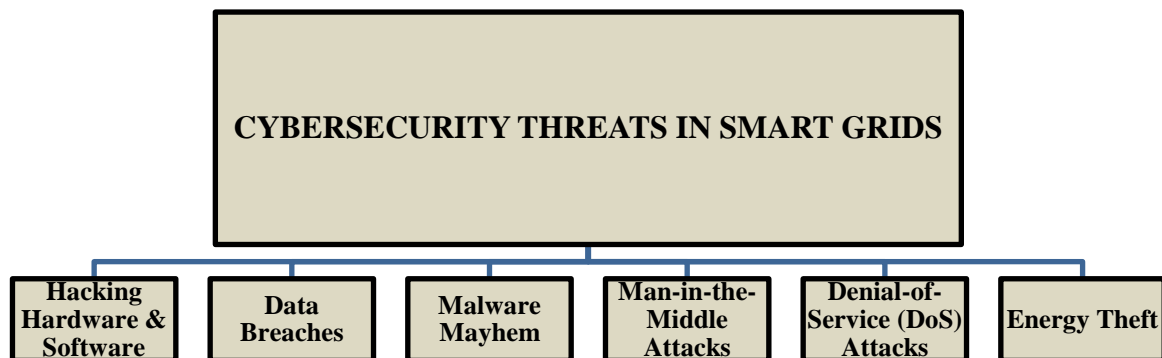 CYBERSECURITY THREATS IN SMART GRIDS
Hacking
Hardware &
Software
Data
Breaches
Malware
Mayhem
Man-in-the-
Middle
Attacks
Denial-of-
Service (DoS)
Attacks
Energy Theft